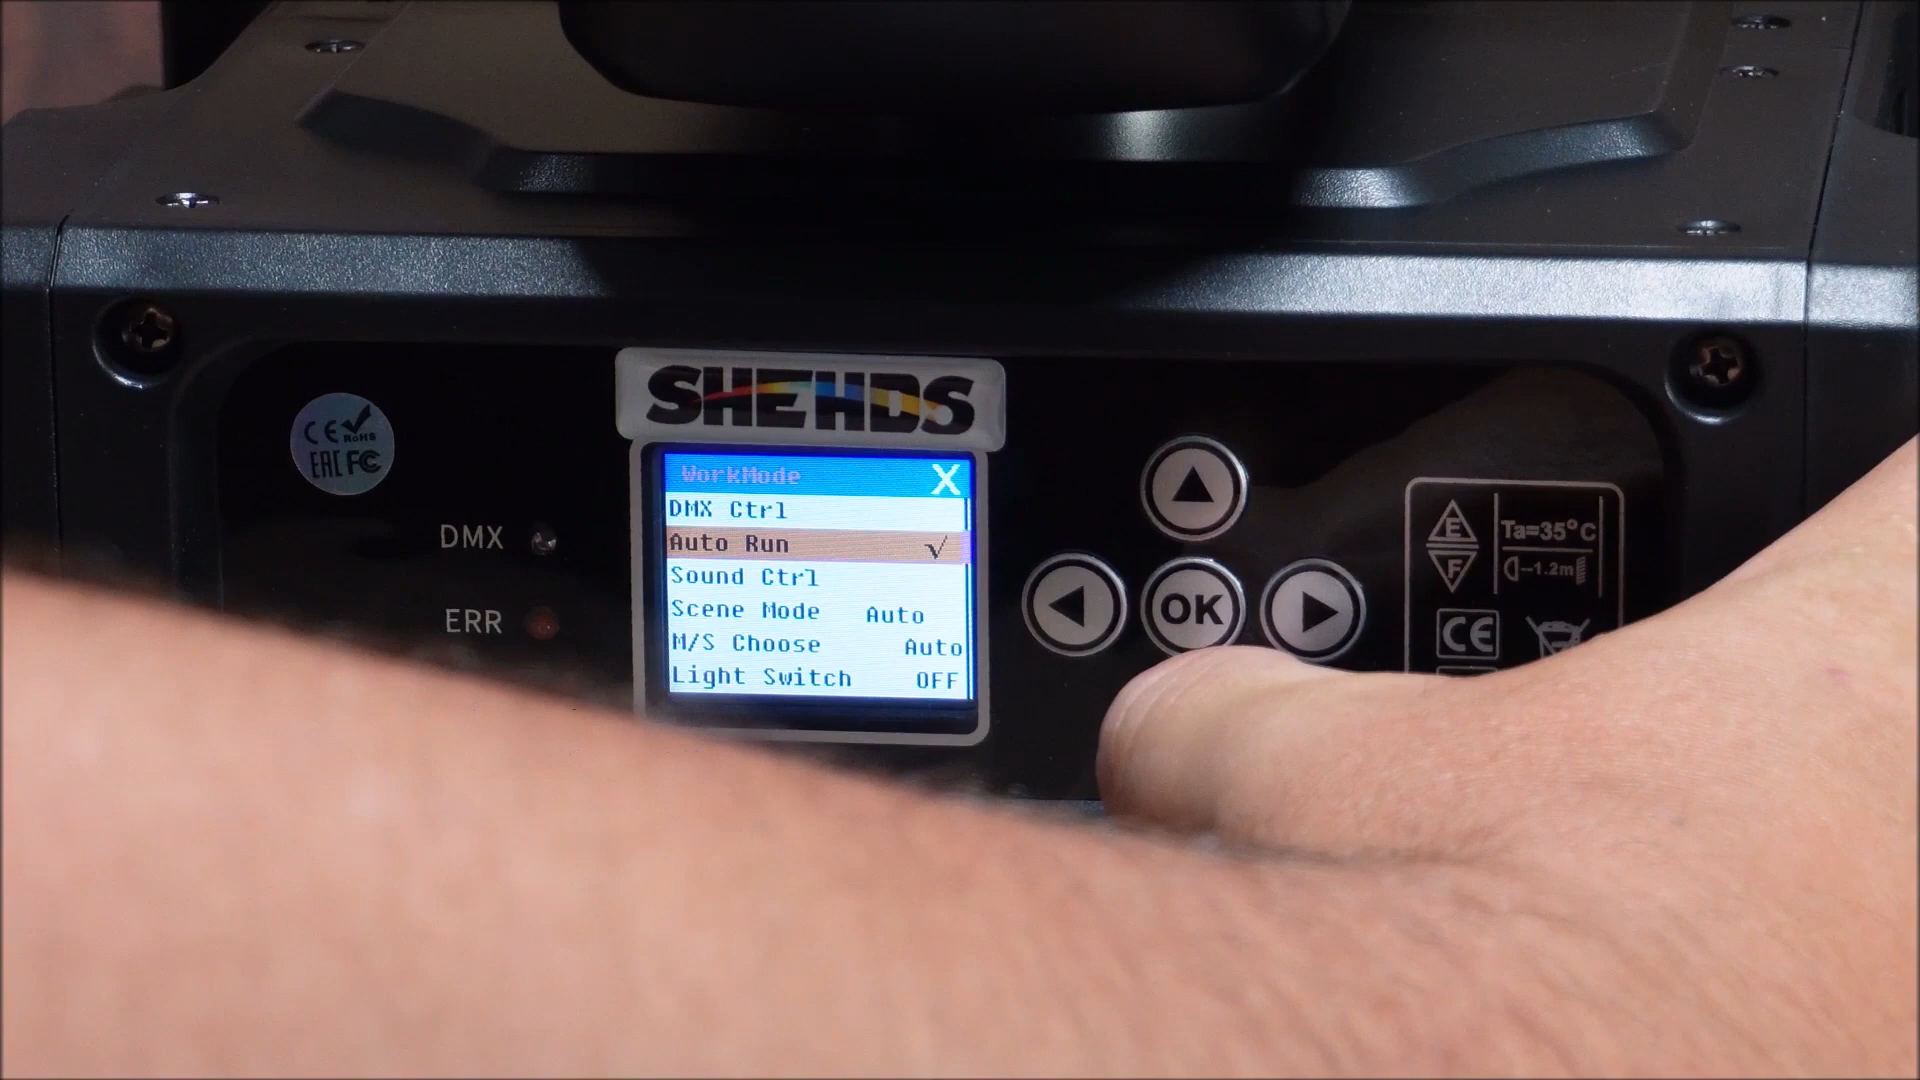 SHEHDS
CE RoHS
EAC FC
WorkMode X
DMX Ctrl
Auto Run √
Sound Ctrl
Scene Mode Auto
M/S Choose Auto
Light Switch OFF
DMX
ERR
OK
E
F
Ta=35°C
1.2m
CE